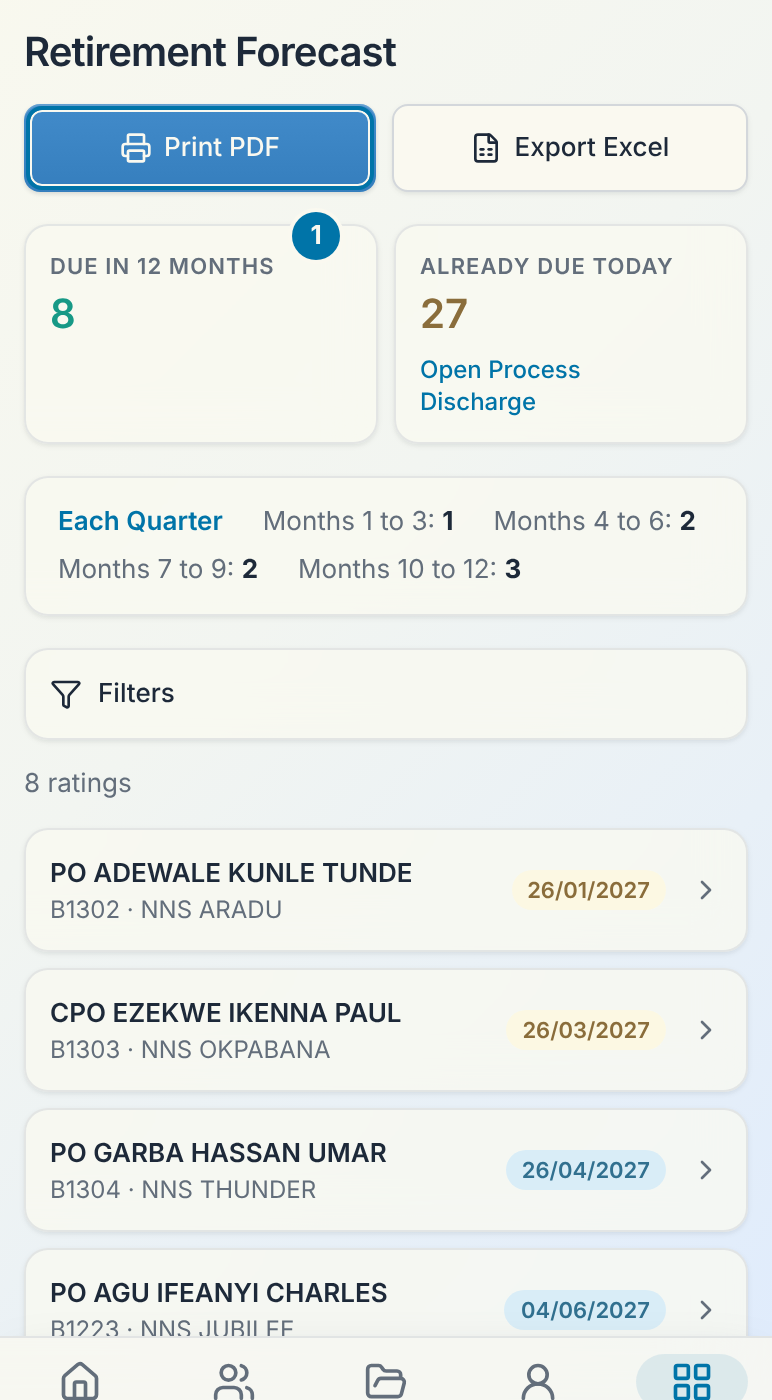 Retirement Forecast
Print PDF
Export Excel
1
DUE IN 12 MONTHS
8
ALREADY DUE TODAY
27
Open Process
Discharge
Each Quarter Months 1 to 3: 1 Months 4 to 6: 2
Months 7 to 9: 2 Months 10 to 12: 3
Filters
8 ratings
PO ADEWALE KUNLE TUNDE
B1302 · NNS ARADU
26/01/2027
CPO EZEKWE IKENNA PAUL
B1303 · NNS OKPABANA
26/03/2027
PO GARBA HASSAN UMAR
B1304 · NNS THUNDER
26/04/2027
PO AGU IFEANYI CHARLES
B1223 · NNS JUBILEE
04/06/2027